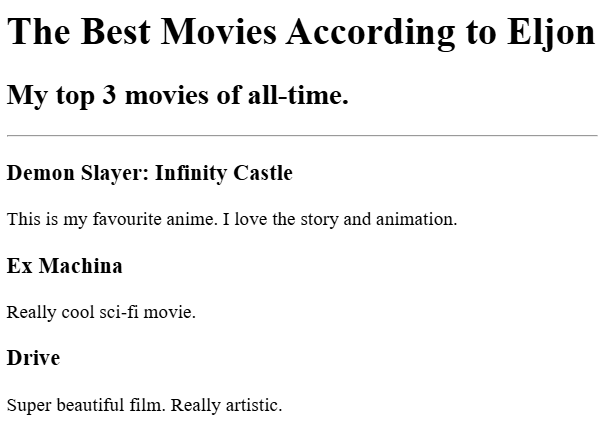 The Best Movies According to Eljon
My top 3 movies of all-time.
Demon Slayer: Infinity Castle
This is my favourite anime. I love the story and animation.
Ex Machina
Really cool sci-fi movie.
Drive
Super beautiful film. Really artistic.